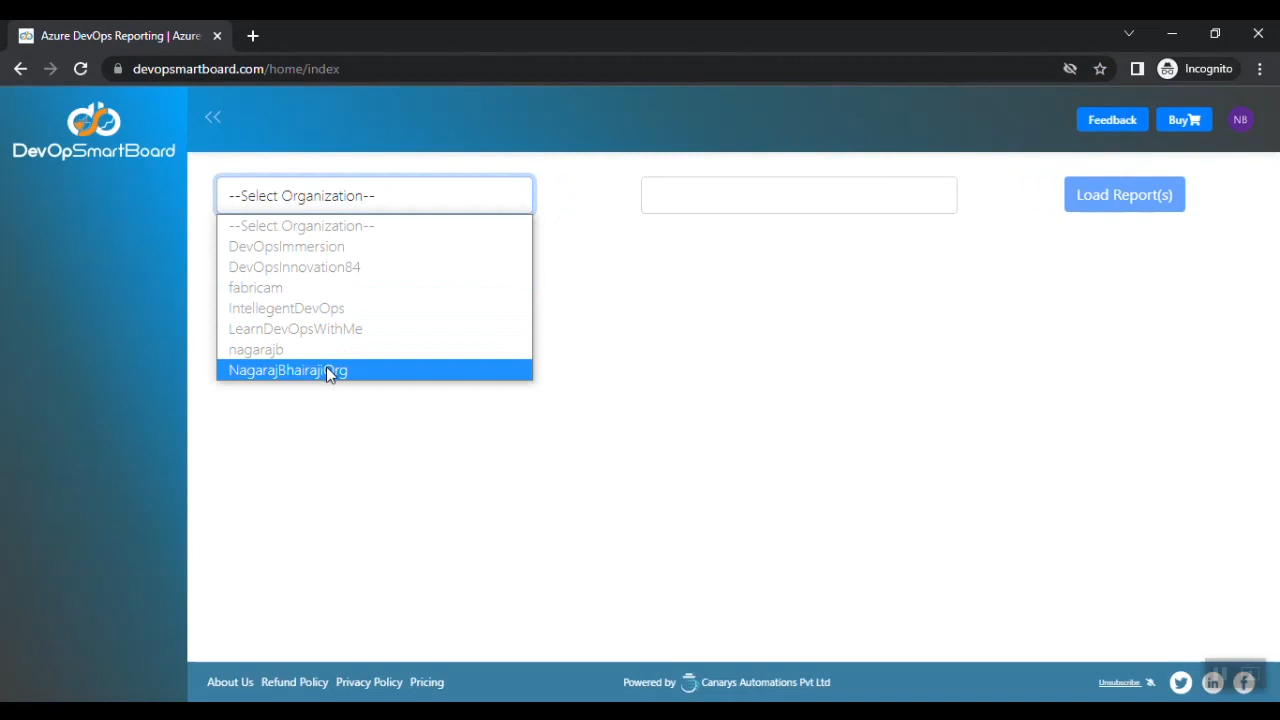 Azure DevOps Reporting | Azure
devopsmartboard.com/home/index
Incognito
DevOpSmartBoard
Feedback
Buy
NB
--Select Organization--
Load Report(s)
--Select Organization--
DevOpsImmersion
DevOpsInnovation84
fabricam
IntellegentDevOps
LearnDevOpsWithMe
nagarajb
NagarajBhairajiOrg
About Us Refund Policy Privacy Policy Pricing
Powered by Canarys Automations Pvt Ltd
Unsubscribe